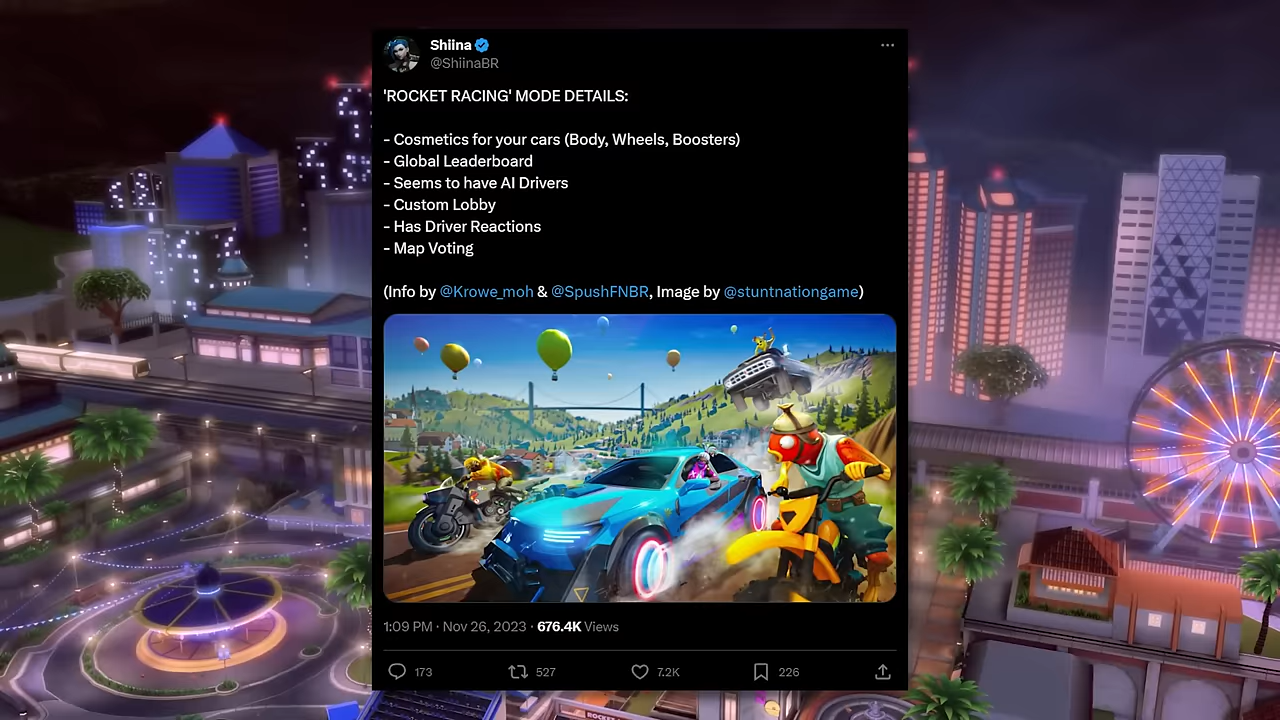 Shiina
@ShiinaBR
'ROCKET RACING' MODE DETAILS:
- Cosmetics for your cars (Body, Wheels, Boosters)
- Global Leaderboard
- Seems to have AI Drivers
- Custom Lobby
- Has Driver Reactions
- Map Voting
(Info by @Krowe_moh & @SpushFNBR, Image by @stuntnationgame)
1:09 PM · Nov 26, 2023 · 676.4K Views
173 527 7.2K 226